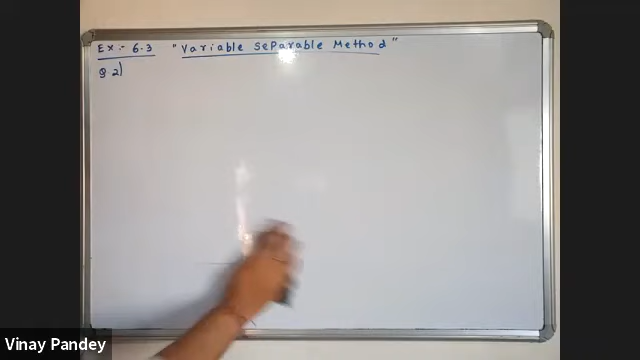 Ex :- 6.3 "Variable Separable Method"
Q.2)
Vinay Pandey